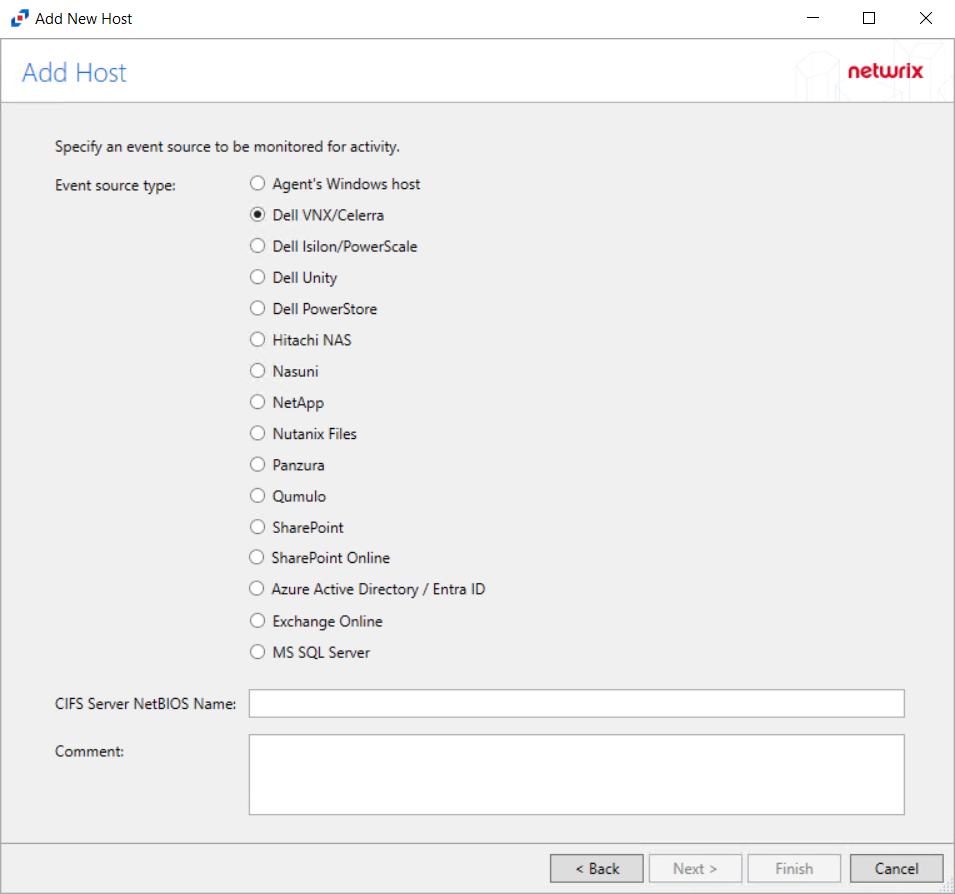 Add New Host
Add Host
netwrix
Specify an event source to be monitored for activity.
Event source type:
Agent's Windows host
Dell VNX/Celerra
Dell Isilon/PowerScale
Dell Unity
Dell PowerStore
Hitachi NAS
Nasuni
NetApp
Nutanix Files
Panzura
Qumulo
SharePoint
SharePoint Online
Azure Active Directory / Entra ID
Exchange Online
MS SQL Server
CIFS Server NetBIOS Name:
Comment:
< Back Next > Finish Cancel